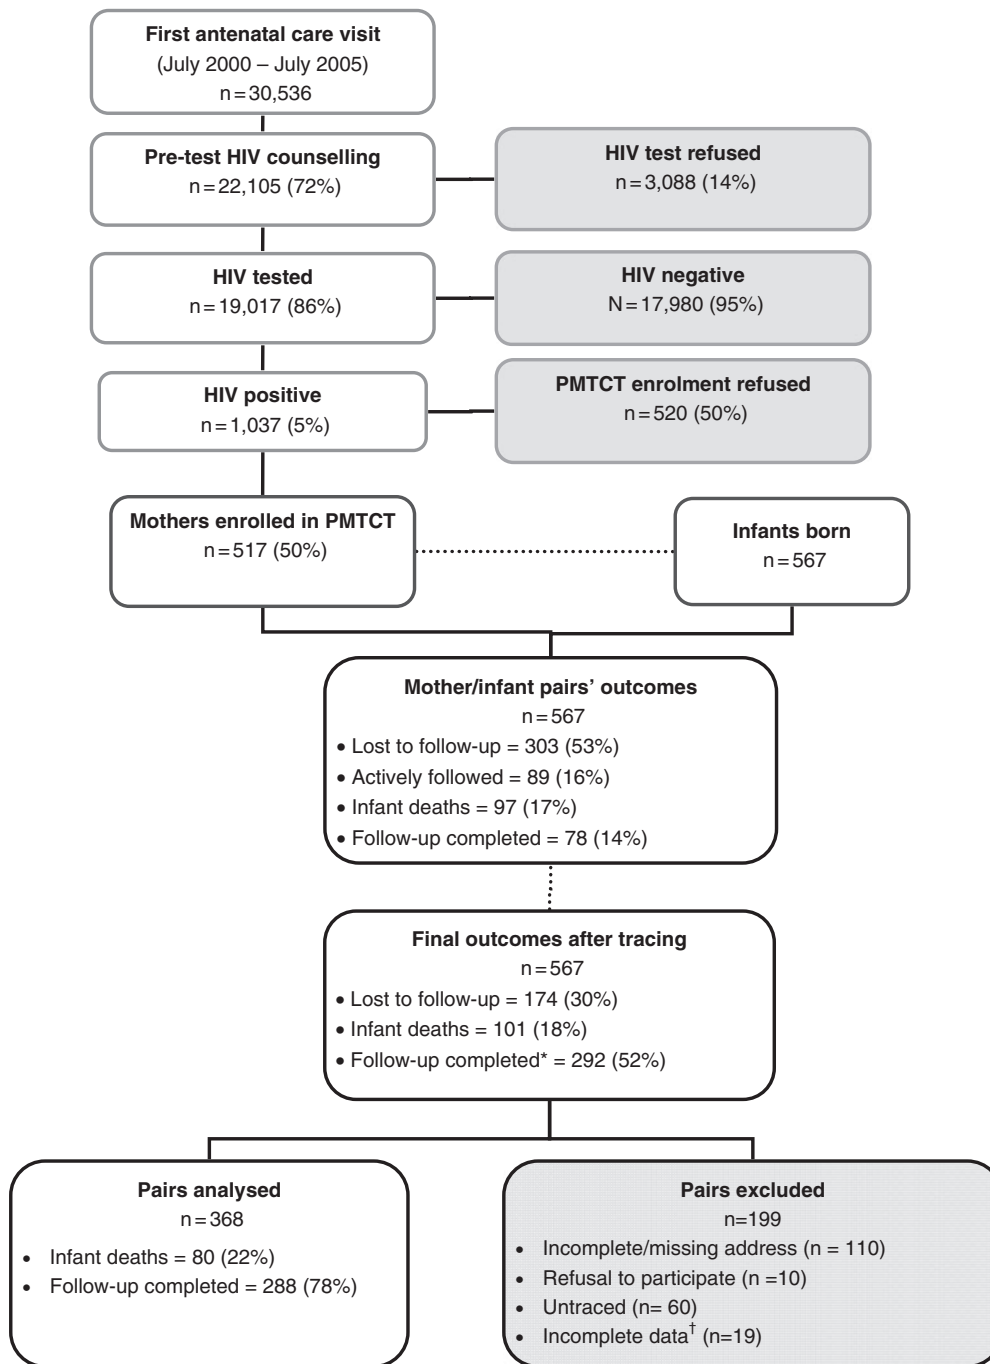 First antenatal care visit
(July 2000 – July 2005)
n = 30,536
Pre-test HIV counselling
n = 22,105 (72%)
HIV test refused
n = 3,088 (14%)
HIV tested
n = 19,017 (86%)
HIV negative
N = 17,980 (95%)
HIV positive
n = 1,037 (5%)
PMTCT enrolment refused
n = 520 (50%)
Mothers enrolled in PMTCT
n = 517 (50%)
Infants born
n = 567
Mother/infant pairs’ outcomes
n = 567
• Lost to follow-up = 303 (53%)
• Actively followed = 89 (16%)
• Infant deaths = 97 (17%)
• Follow-up completed = 78 (14%)
Final outcomes after tracing
n = 567
• Lost to follow-up = 174 (30%)
• Infant deaths = 101 (18%)
• Follow-up completed* = 292 (52%)
Pairs analysed
n = 368
• Infant deaths = 80 (22%)
• Follow-up completed = 288 (78%)
Pairs excluded
n=199
• Incomplete/missing address (n = 110)
• Refusal to participate (n =10)
• Untraced (n= 60)
• Incomplete data† (n=19)